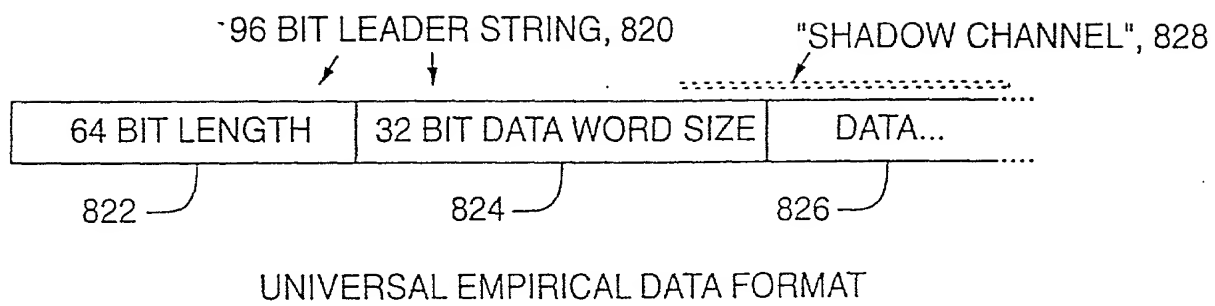 96 BIT LEADER STRING, 820
"SHADOW CHANNEL", 828
64 BIT LENGTH
32 BIT DATA WORD SIZE
DATA...
822
824
826
UNIVERSAL EMPIRICAL DATA FORMAT